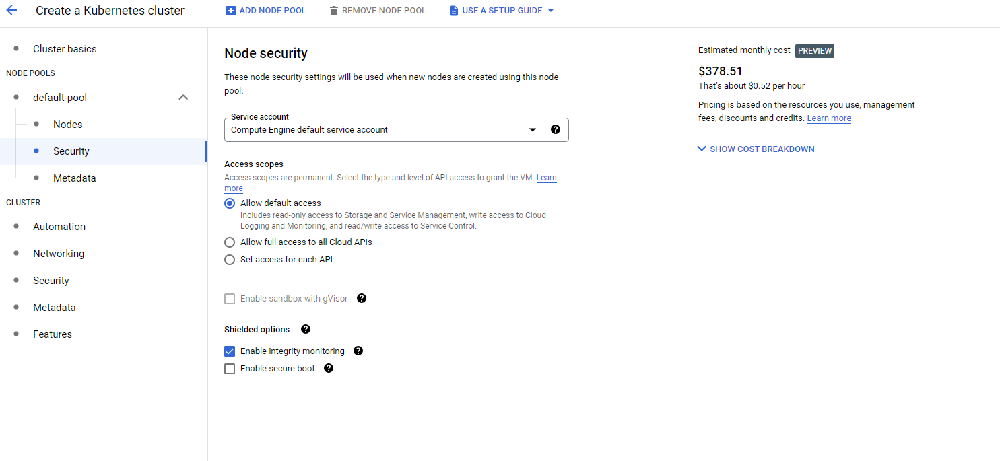 Create a Kubernetes cluster
ADD NODE POOL
REMOVE NODE POOL
USE A SETUP GUIDE
Cluster basics
NODE POOLS
default-pool
Nodes
Security
Metadata
CLUSTER
Automation
Networking
Security
Metadata
Features
Node security
These node security settings will be used when new nodes are created using this node
pool.
Service account
Compute Engine default service account
Access scopes
Access scopes are permanent. Select the type and level of API access to grant the VM. Learn
more
Allow default access
Includes read-only access to Storage and Service Management, write access to Cloud
Logging and Monitoring, and read/write access to Service Control.
Allow full access to all Cloud APIs
Set access for each API
Enable sandbox with gVisor
Shielded options
Enable integrity monitoring
Enable secure boot
Estimated monthly cost PREVIEW
$378.51
That's about $0.52 per hour
Pricing is based on the resources you use, management
fees, discounts and credits. Learn more
SHOW COST BREAKDOWN